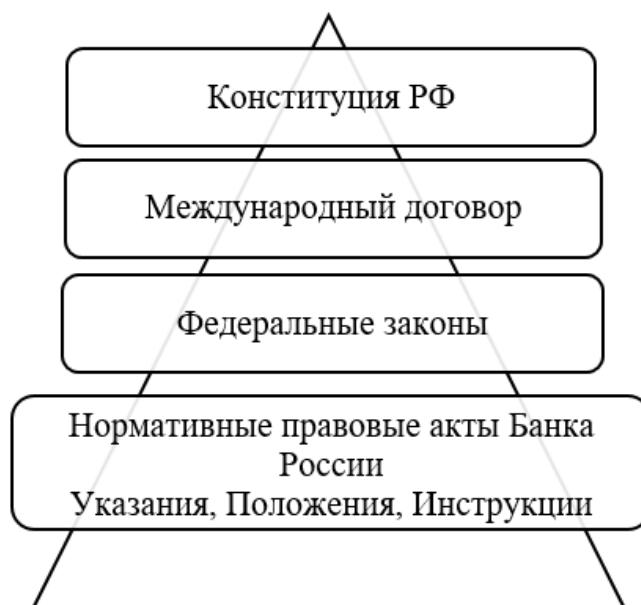 Конституция РФ
Международный договор
Федеральные законы
Нормативные правовые акты Банка
России
Указания, Положения, Инструкции